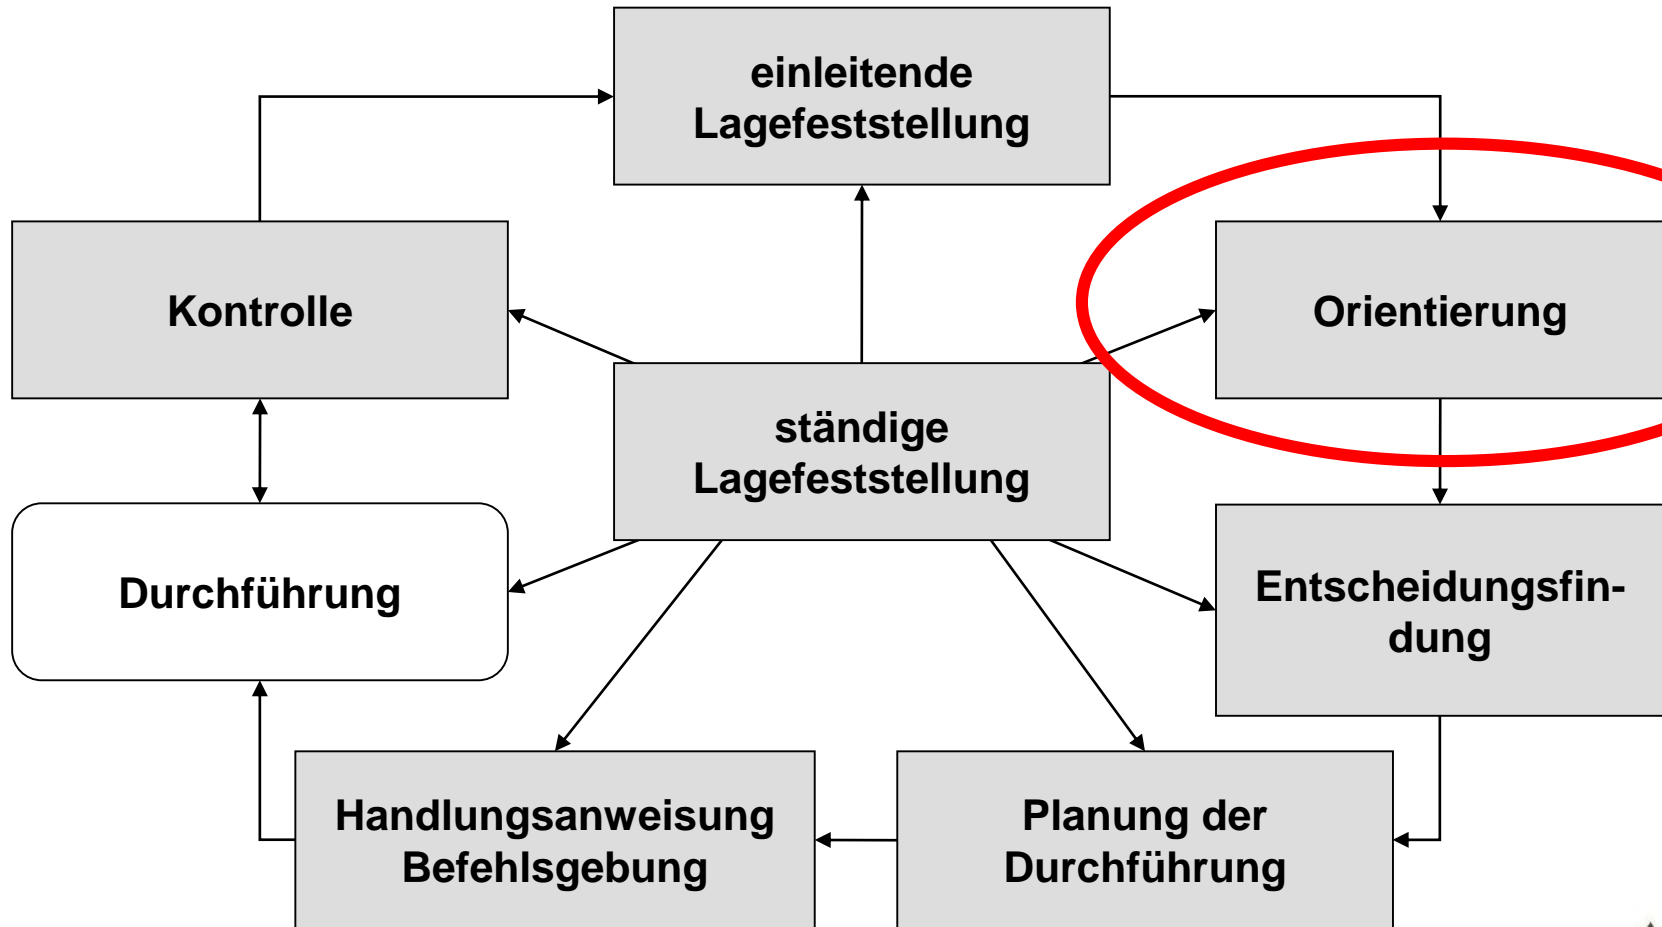 einleitende
Lagefeststellung
Kontrolle
Orientierung
ständige
Lagefeststellung
Durchführung
Entscheidungsfin-
dung
Handlungsanweisung
Befehlsgebung
Planung der
Durchführung